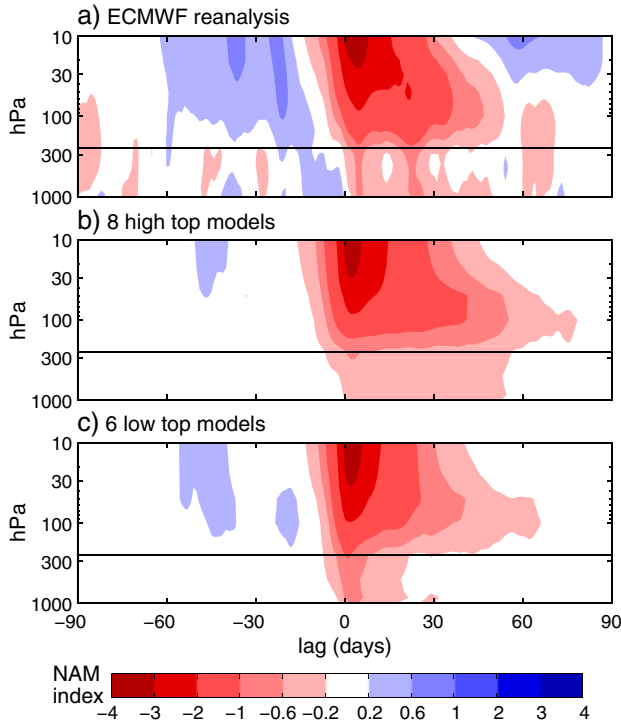 a) ECMWF reanalysis
10
30
100
300
1000
hPa
b) 8 high top models
10
30
100
300
1000
hPa
c) 6 low top models
10
30
100
300
1000
hPa
−90 −60 −30 0 30 60 90
lag (days)
NAM
index
−4 −3 −2 −1 −0.6 −0.2 0.2 0.6 1 2 3 4